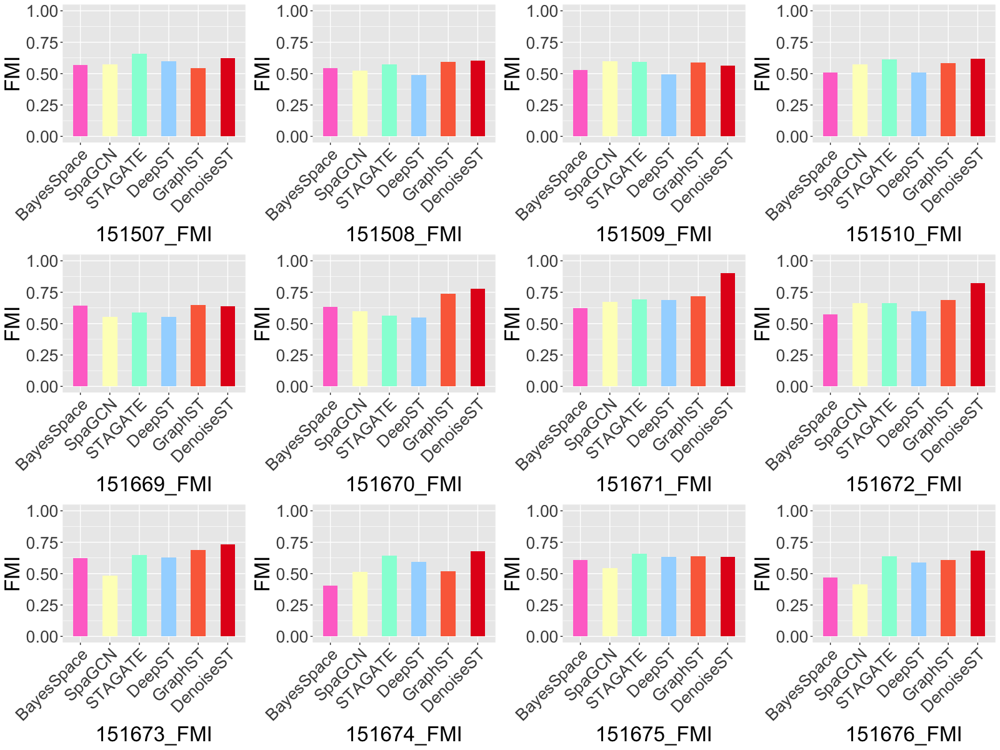 FMI
1.00
0.75
0.50
0.25
0.00
BayesSpace
SpaGCN
STAGATE
DeepST
GraphST
DenoiseST
151507_FMI
FMI
1.00
0.75
0.50
0.25
0.00
BayesSpace
SpaGCN
STAGATE
DeepST
GraphST
DenoiseST
151508_FMI
FMI
1.00
0.75
0.50
0.25
0.00
BayesSpace
SpaGCN
STAGATE
DeepST
GraphST
DenoiseST
151509_FMI
FMI
1.00
0.75
0.50
0.25
0.00
BayesSpace
SpaGCN
STAGATE
DeepST
GraphST
DenoiseST
151510_FMI
FMI
1.00
0.75
0.50
0.25
0.00
BayesSpace
SpaGCN
STAGATE
DeepST
GraphST
DenoiseST
151669_FMI
FMI
1.00
0.75
0.50
0.25
0.00
BayesSpace
SpaGCN
STAGATE
DeepST
GraphST
DenoiseST
151670_FMI
FMI
1.00
0.75
0.50
0.25
0.00
BayesSpace
SpaGCN
STAGATE
DeepST
GraphST
DenoiseST
151671_FMI
FMI
1.00
0.75
0.50
0.25
0.00
BayesSpace
SpaGCN
STAGATE
DeepST
GraphST
DenoiseST
151672_FMI
FMI
1.00
0.75
0.50
0.25
0.00
BayesSpace
SpaGCN
STAGATE
DeepST
GraphST
DenoiseST
151673_FMI
FMI
1.00
0.75
0.50
0.25
0.00
BayesSpace
SpaGCN
STAGATE
DeepST
GraphST
DenoiseST
151674_FMI
FMI
1.00
0.75
0.50
0.25
0.00
BayesSpace
SpaGCN
STAGATE
DeepST
GraphST
DenoiseST
151675_FMI
FMI
1.00
0.75
0.50
0.25
0.00
BayesSpace
SpaGCN
STAGATE
DeepST
GraphST
DenoiseST
151676_FMI